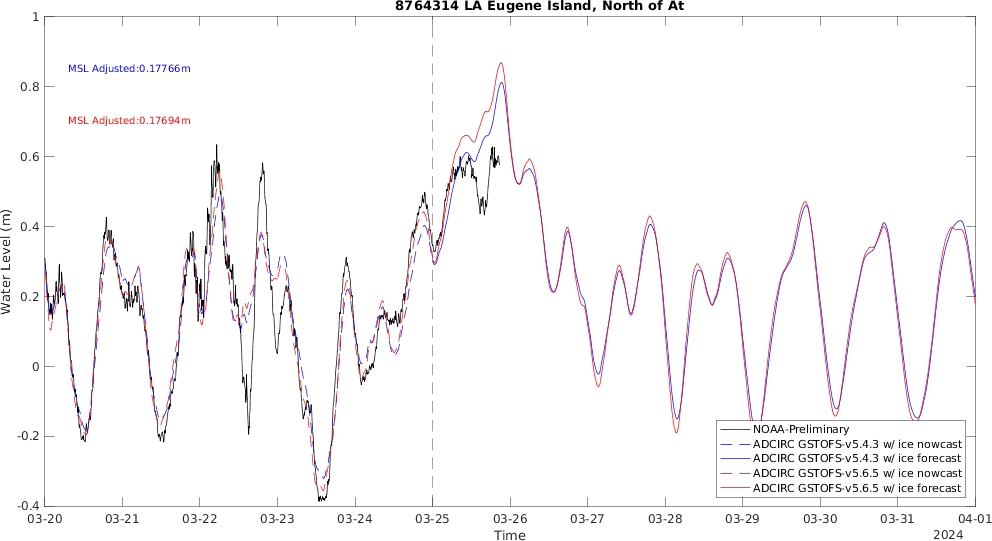 8764314 LA Eugene Island, North of At
1
0.8
0.6
0.4
0.2
0
-0.2
-0.4
Water Level (m)
MSL Adjusted:0.17766m
MSL Adjusted:0.17694m
NOAA-Preliminary
ADCIRC GSTOFS-v5.4.3 w/ ice nowcast
ADCIRC GSTOFS-v5.4.3 w/ ice forecast
ADCIRC GSTOFS-v5.6.5 w/ ice nowcast
ADCIRC GSTOFS-v5.6.5 w/ ice forecast
03-20 03-21 03-22 03-23 03-24 03-25 03-26 03-27 03-28 03-29 03-30 03-31 04-01
Time
2024